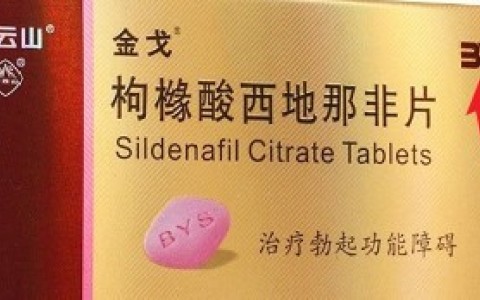 云山
金戈
枸橼酸西地那非片
Sildenafil Citrate Tablets
BYS
治疗勃起功能障碍